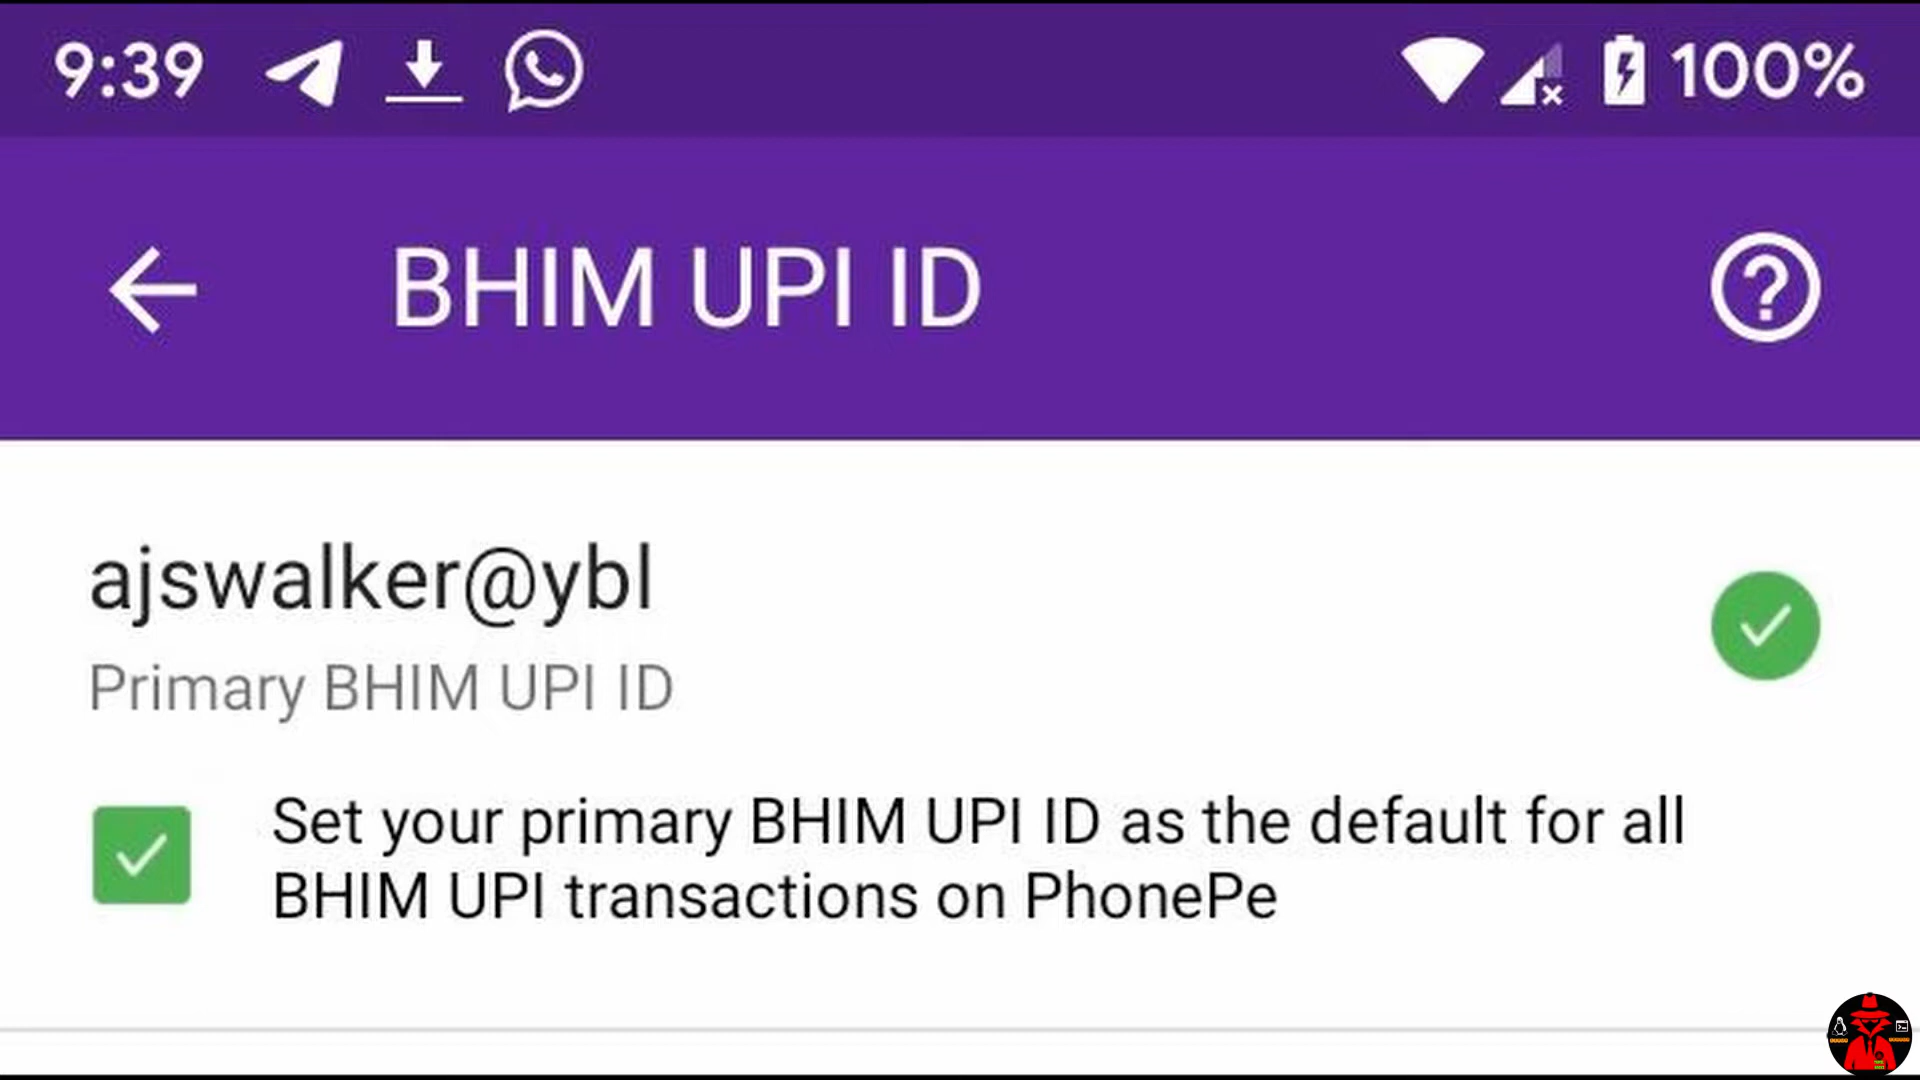 9:39 100%
BHIM UPI ID
ajswalker@ybl
Primary BHIM UPI ID
Set your primary BHIM UPI ID as the default for all
BHIM UPI transactions on PhonePe